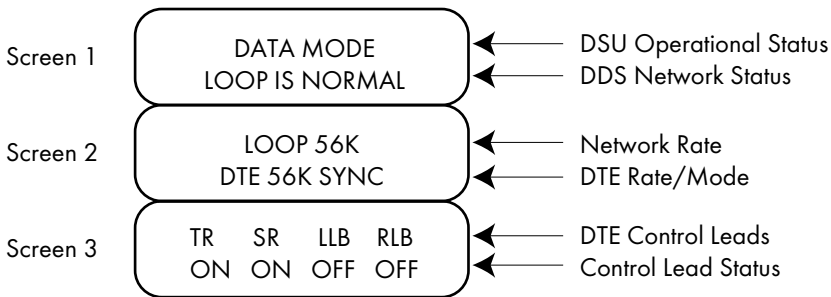 Screen 1
DATA MODE
LOOP IS NORMAL
DSU Operational Status
DDS Network Status
Screen 2
LOOP 56K
DTE 56K SYNC
Network Rate
DTE Rate/Mode
Screen 3
TR SR LLB RLB
ON ON OFF OFF
DTE Control Leads
Control Lead Status